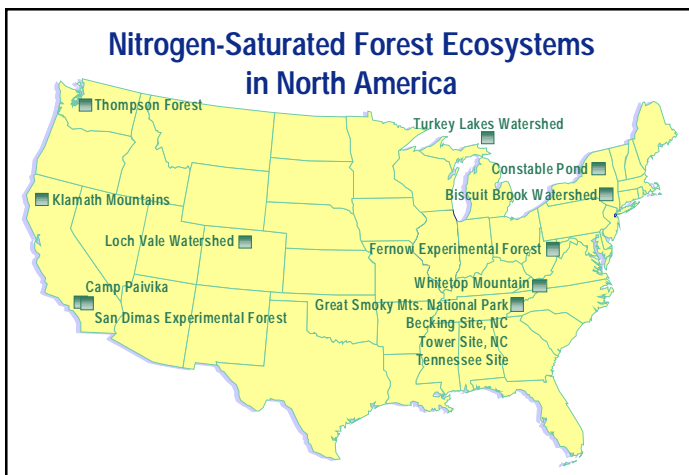 Nitrogen-Saturated Forest Ecosystems
in North America
Thompson Forest
Turkey Lakes Watershed
Constable Pond
Klamath Mountains
Biscuit Brook Watershed
Loch Vale Watershed
Fernow Experimental Forest
Camp Paivika
Whitetop Mountain
San Dimas Experimental Forest
Great Smoky Mts. National Park
Becking Site, NC
Tower Site, NC
Tennessee Site